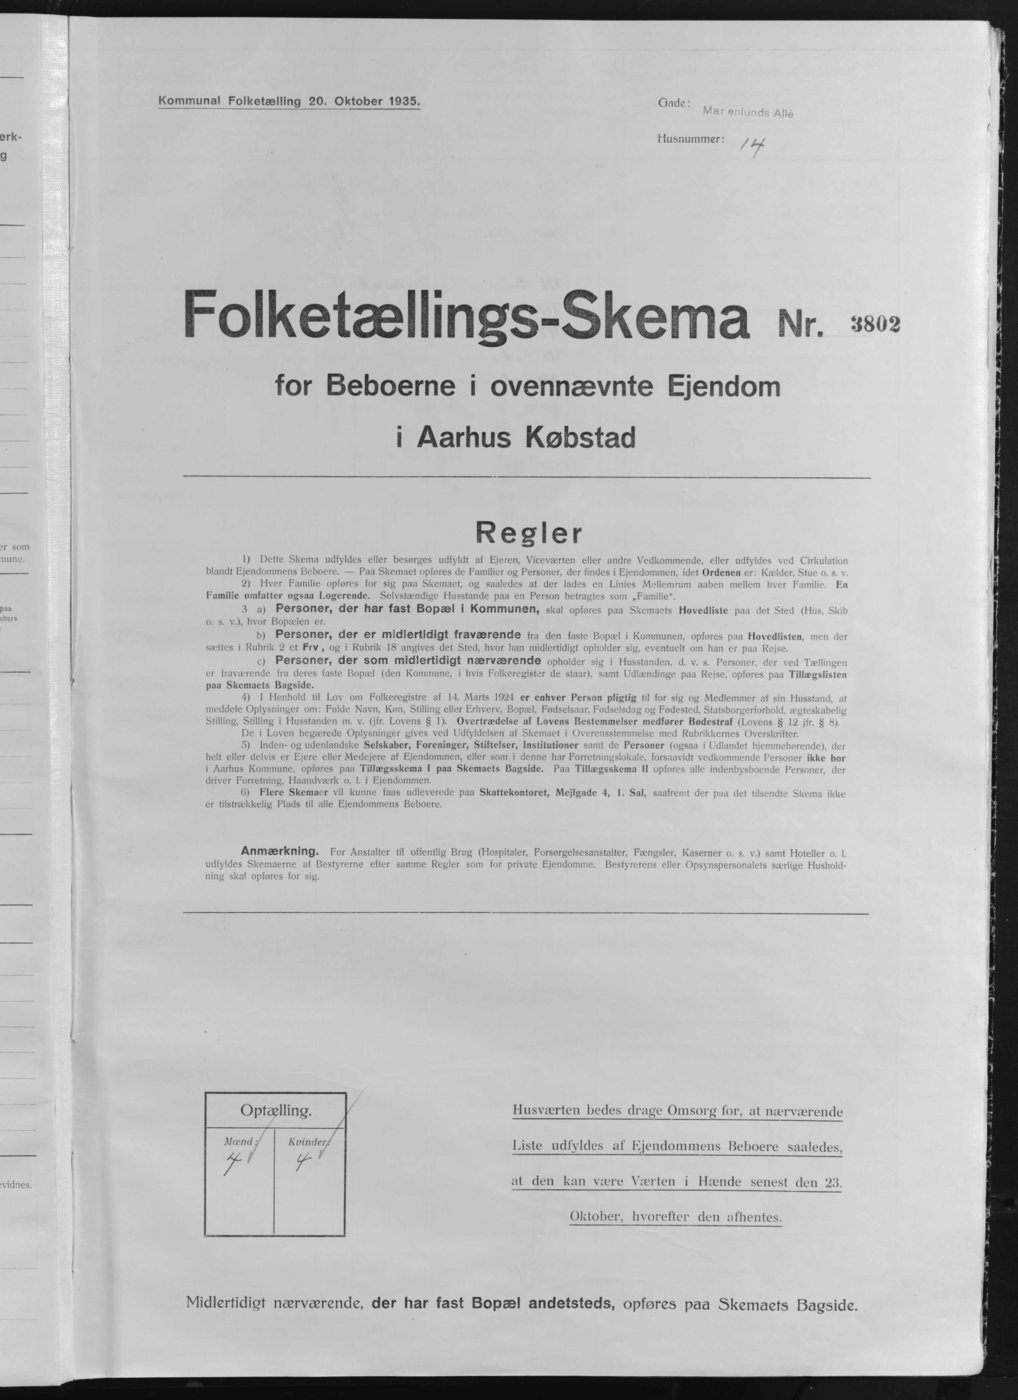 Kommunal Folketælling 20. Oktober 1935.
Gade: Marienlunds Allé
Husnummer: 14
Folketællings-Skema Nr. 3802
for Beboerne i ovennævnte Ejendom
i Aarhus Købstad
Regler
1) Dette Skema udfyldes eller besørges udfyldt af Ejeren, Viceværten eller andre Vedkommende, eller udfyldes ved Cirkulation
blandt Ejendommens Beboere. — Paa Skemaet opføres de Familier og Personer, der findes i Ejendommen, idet Ordenen er: Kælder, Stue o. s. v.
2) Hver Familie opføres for sig paa Skemaet, og saaledes at der lades en Linies Mellemrum aaben mellem hver Familie. En
Familie omfatter ogsaa Logerende. Selvstændige Husstande paa en Person betragtes som „Familie“.
3 a) Personer, der har fast Bopæl i Kommunen, skal opføres paa Skemaets Hovedliste paa det Sted (Hus, Skib
o. s. v.), hvor Bopælen er.
b) Personer, der er midlertidigt fraværende fra den faste Bopæl i Kommunen, opføres paa Hovedlisten, men der
sættes i Rubrik 2 et Frv, og i Rubrik 18 angives det Sted, hvor han midlertidigt opholder sig, eventuelt om han er paa Rejse.
c) Personer, der som midlertidigt nærværende opholder sig i Husstanden, d. v. s. Personer, der ved Tællingen
er fraværende fra deres faste Bopæl (den Kommune, i hvis Folkeregister de staar), samt Udlændinge paa Rejse, opføres paa Tillægslisten
paa Skemaets Bagside.
4) I Henhold til Lov om Folkeregistre af 14. Marts 1924 er enhver Person pligtig til for sig og Medlemmer af sin Husstand, at
meddele Oplysninger om: Fulde Navn, Køn, Stilling eller Erhverv, Bopæl, Fødselsaar, Fødselsdag og Fødested, Statsborgerforhold, ægteskabelig
Stilling, Stilling i Husstanden m. v. (jfr. Lovens § 1). Overtrædelse af Lovens Bestemmelser medfører Bødestraf (Lovens § 12 jfr. § 8).
De i Loven begærede Oplysninger gives ved Udfyldelsen af Skemaet i Overensstemmelse med Rubrikkernes Overskrifter.
5) Inden- og udenlandske Selskaber, Foreninger, Stiftelser, Institutioner samt de Personer (ogsaa i Udlandet hjemmehørende), der
helt eller delvis er Ejere eller Medejere af Ejendommen, eller som i denne har Forretningslokale, forsaavidt vedkommende Personer ikke bor
i Aarhus Kommune, opføres paa Tillægsskema I paa Skemaets Bagside. Paa Tillægsskema II opføres alle indenbysboende Personer, der
driver Forretning, Haandværk o. l. i Ejendommen.
6) Flere Skemaer vil kunne faas udleverede paa Skattekontoret, Mejlgade 4, 1. Sal, saafremt der paa det tilsendte Skema ikke
er tilstrækkelig Plads til alle Ejendommens Beboere.
Anmærkning. For Anstalter til offentlig Brug (Hospitaler, Forsørgelsesanstalter, Fængsler, Kaserner o. s. v.) samt Hoteller o. l.
udfyldes Skemaerne af Bestyrerne efter samme Regler som for private Ejendomme. Bestyrerens eller Opsynspersonalets særlige Hushold-
ning skal opføres for sig.
Optælling.
Mænd: Kvinder:
4 4
Husværten bedes drage Omsorg for, at nærværende
Liste udfyldes af Ejendommens Beboere saaledes,
at den kan være Værten i Hænde senest den 23.
Oktober, hvorefter den afhentes.
Midlertidigt nærværende, der har fast Bopæl andetsteds, opføres paa Skemaets Bagside.